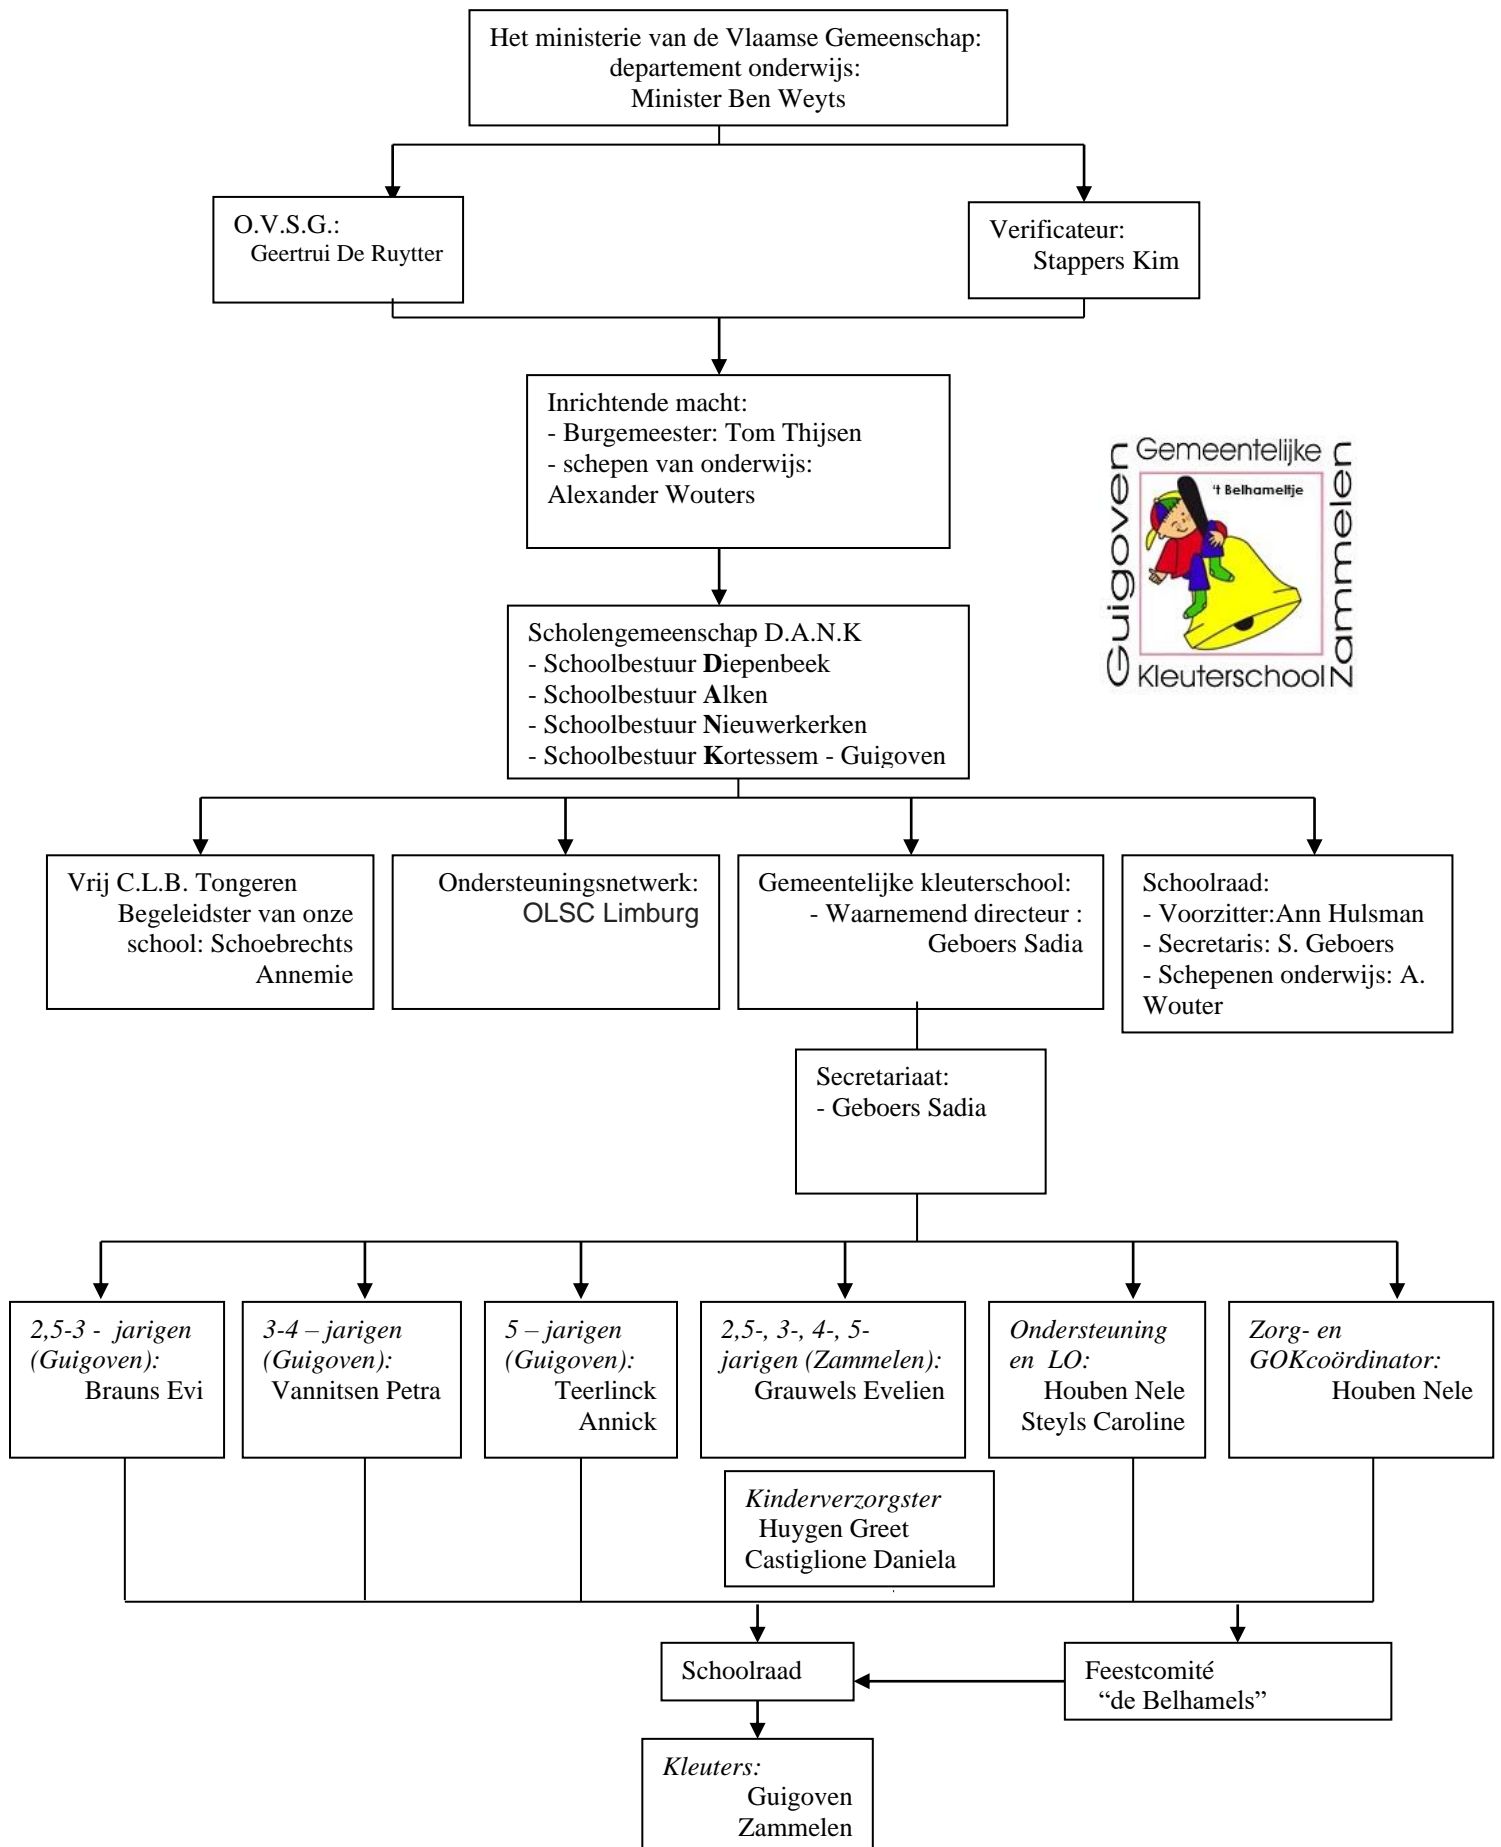 Het ministerie van de Vlaamse Gemeenschap:
departement onderwijs:
Minister Ben Weyts
O.V.S.G.:
Geertrui De Ruytter
Verificateur:
Stappers Kim
Inrichtende macht:
- Burgemeester: Tom Thijsen
- schepen van onderwijs:
Alexander Wouters
Gemeentelijke
Guigoven
't Belhameltje
Zammelen
Kleuterschool
Scholengemeenschap D.A.N.K
- Schoolbestuur Diepenbeek
- Schoolbestuur Alken
- Schoolbestuur Nieuwerkerken
- Schoolbestuur Kortessem - Guigoven
Vrij C.L.B. Tongeren
Begeleidster van onze
school: Schoebrechts
Annemie
Ondersteuningsnetwerk:
OLSC Limburg
Gemeentelijke kleuterschool:
- Waarnemend directeur :
Geboers Sadia
Schoolraad:
- Voorzitter:Ann Hulsman
- Secretaris: S. Geboers
- Schepenen onderwijs: A.
Wouter
Secretariaat:
- Geboers Sadia
2,5-3 - jarigen
(Guigoven):
Brauns Evi
3-4 – jarigen
(Guigoven):
Vannitsen Petra
5 – jarigen
(Guigoven):
Teerlinck
Annick
2,5-, 3-, 4-, 5-
jarigen (Zammelen):
Grauwels Evelien
Ondersteuning
en LO:
Houben Nele
Steyls Caroline
Zorg- en
GOKcoördinator:
Houben Nele
Kinderverzorgster
Huygen Greet
Castiglione Daniela
Schoolraad
Feestcomité
“de Belhamels”
Kleuters:
Guigoven
Zammelen